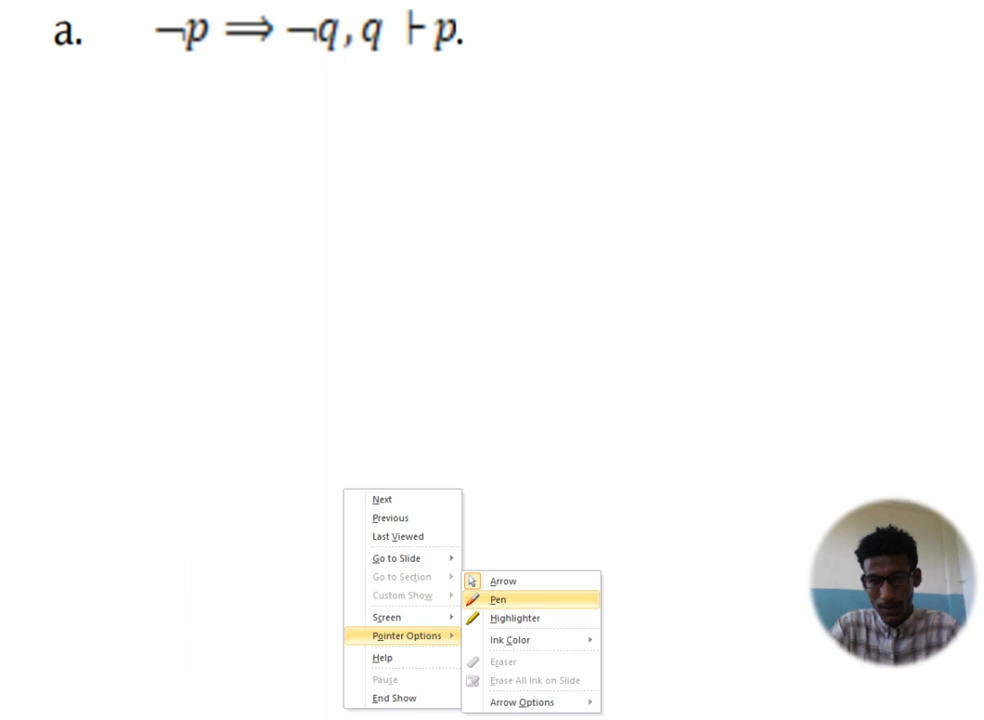 a. ¬p ⟹ ¬q, q ⊢ p.
Next
Previous
Last Viewed
Go to Slide
Go to Section
Custom Show
Screen
Pointer Options
Help
Pause
End Show
Arrow
Pen
Highlighter
Ink Color
Eraser
Erase All Ink on Slide
Arrow Options